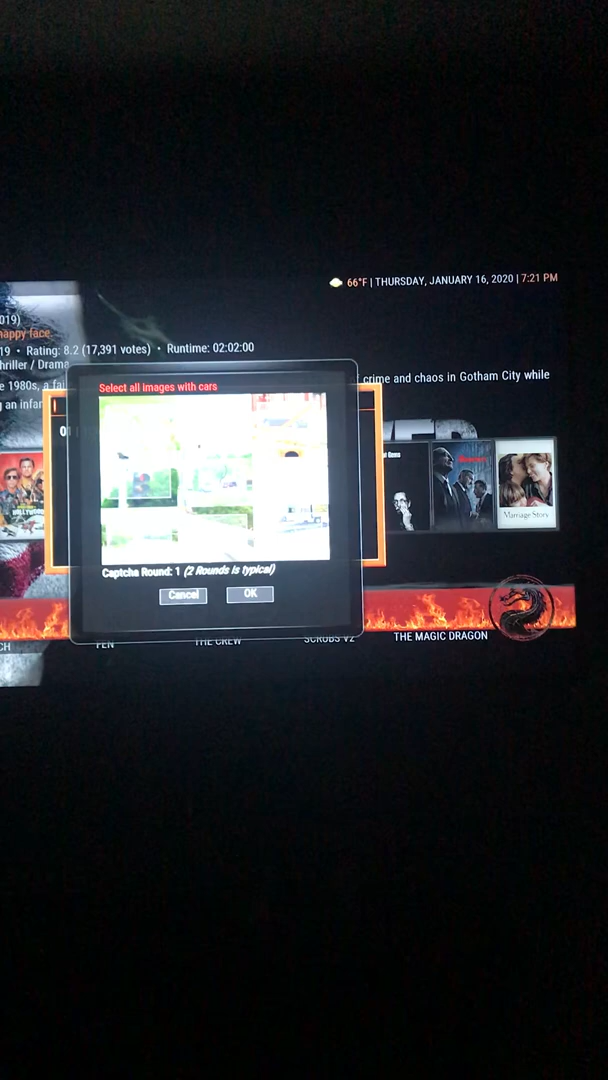 66°F | THURSDAY, JANUARY 16, 2020 | 7:21 PM
019)
happy face.
19 • Rating: 8.2 (17,391 votes) • Runtime: 02:02:00
hriller / Drama
e 1980s, a fai
crime and chaos in Gotham City while
g an infar
Select all images with cars
Marriage Story
Captcha Round: 1 (2 Rounds is typical)
Cancel
OK
CH
FEN
THE CREW
SCRUBS V2
THE MAGIC DRAGON